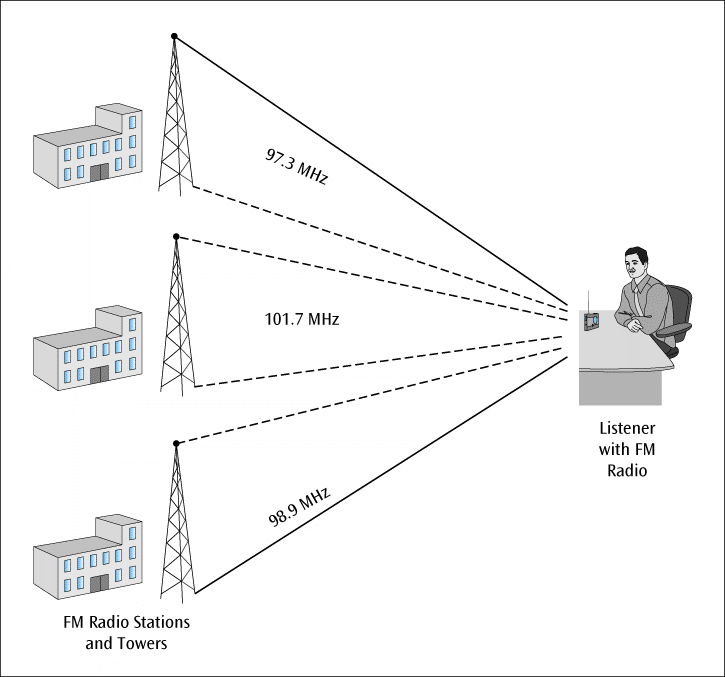 97.3 MHz
101.7 MHz
98.9 MHz
Listener
with FM
Radio
FM Radio Stations
and Towers